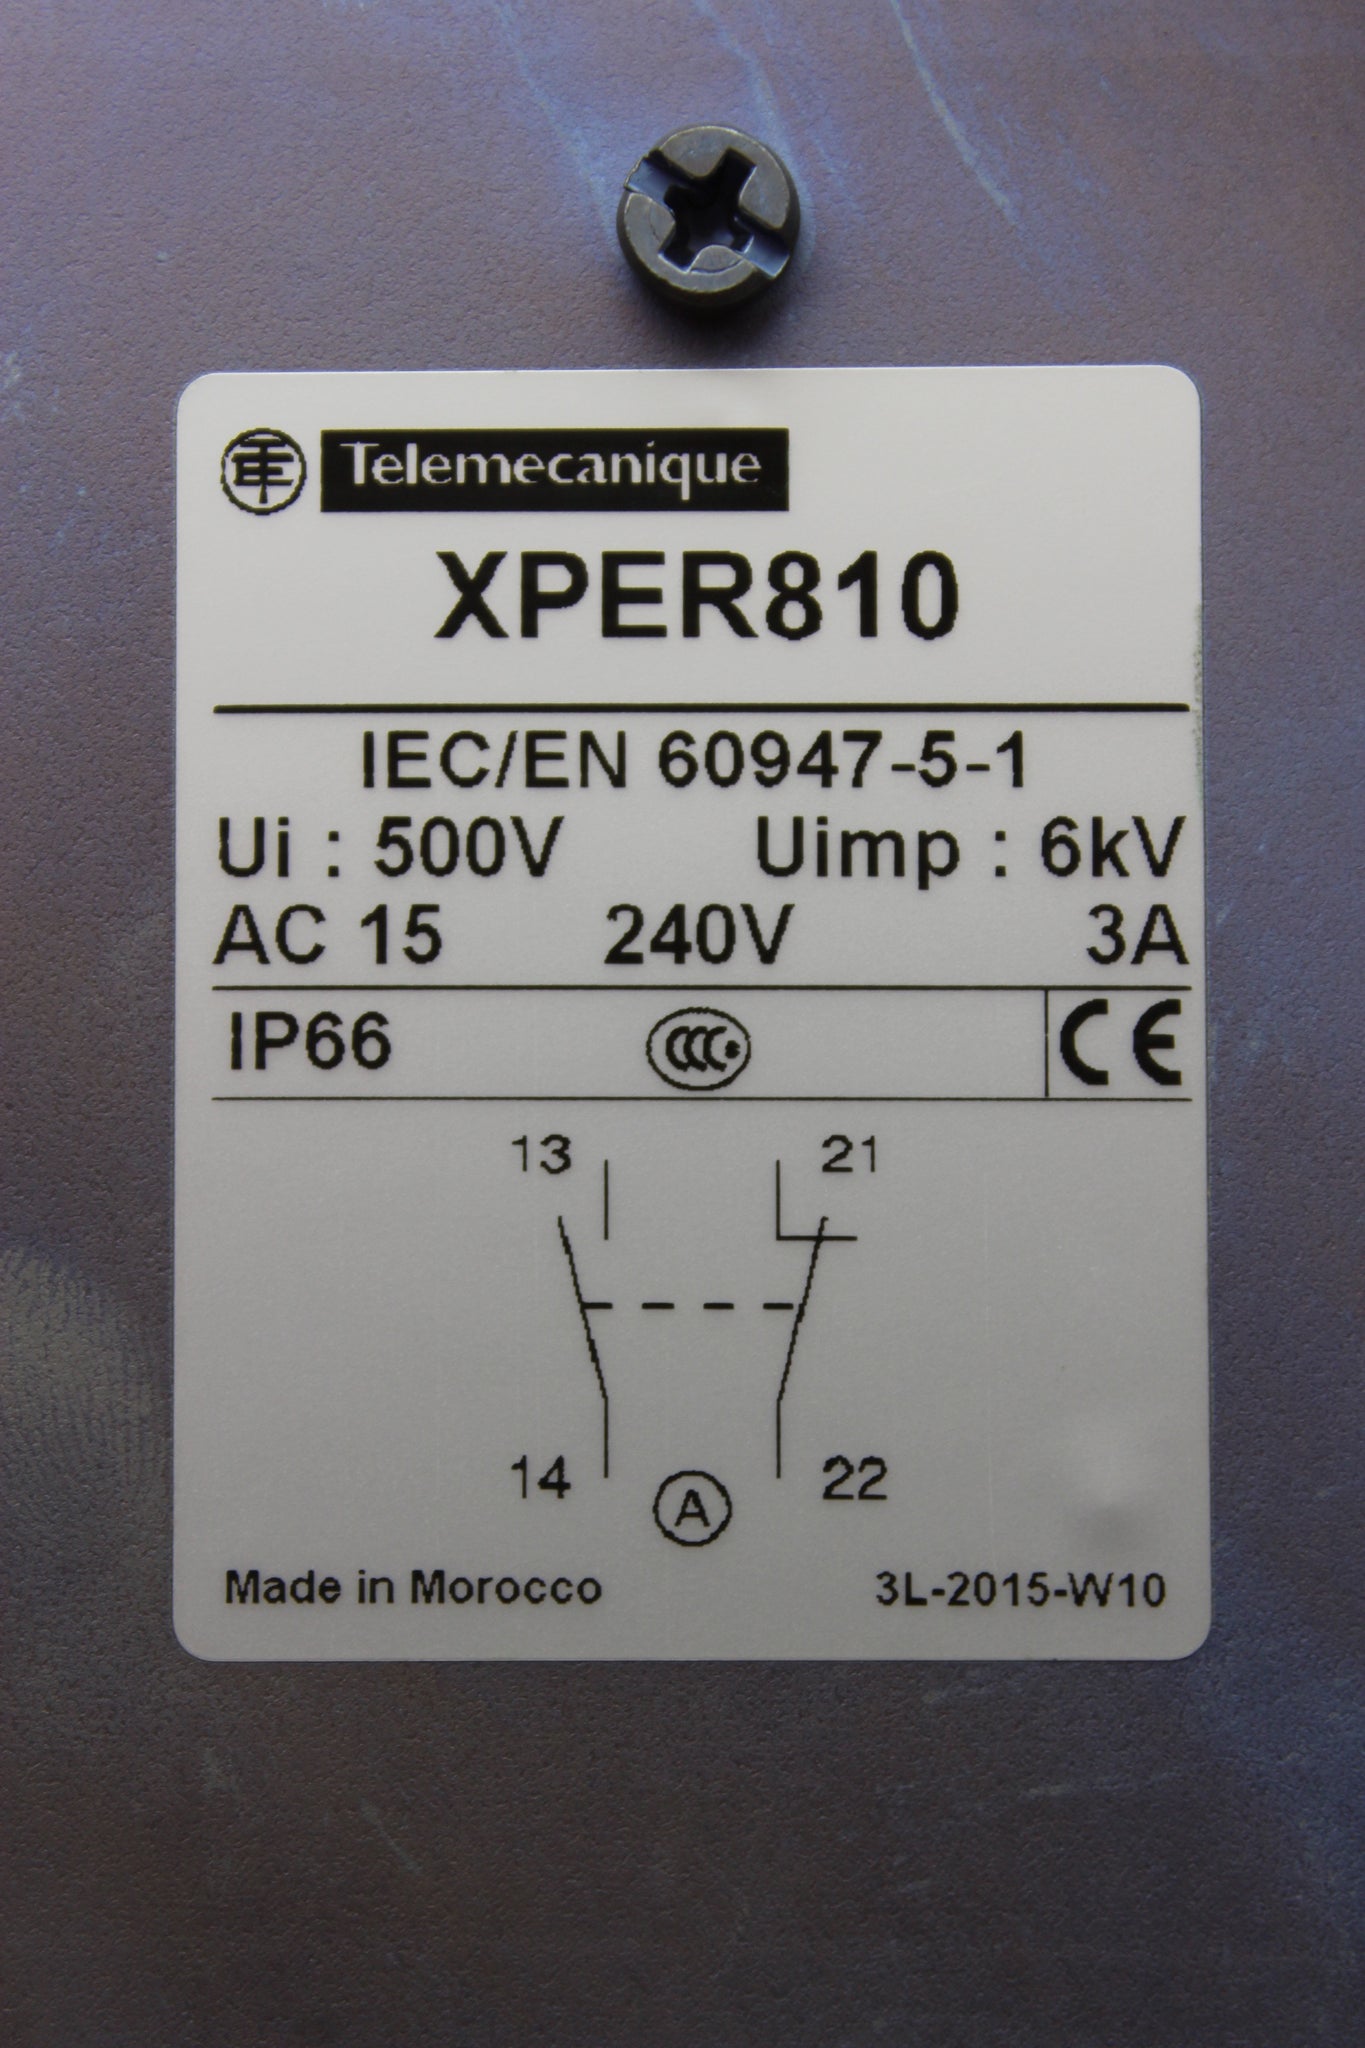 Telemecanique
XPER810
IEC/EN 60947-5-1
Ui : 500V Uimp : 6kV
AC 15 240V 3A
IP66 CCC CE
13 21
14 A 22
Made in Morocco 3L-2015-W10